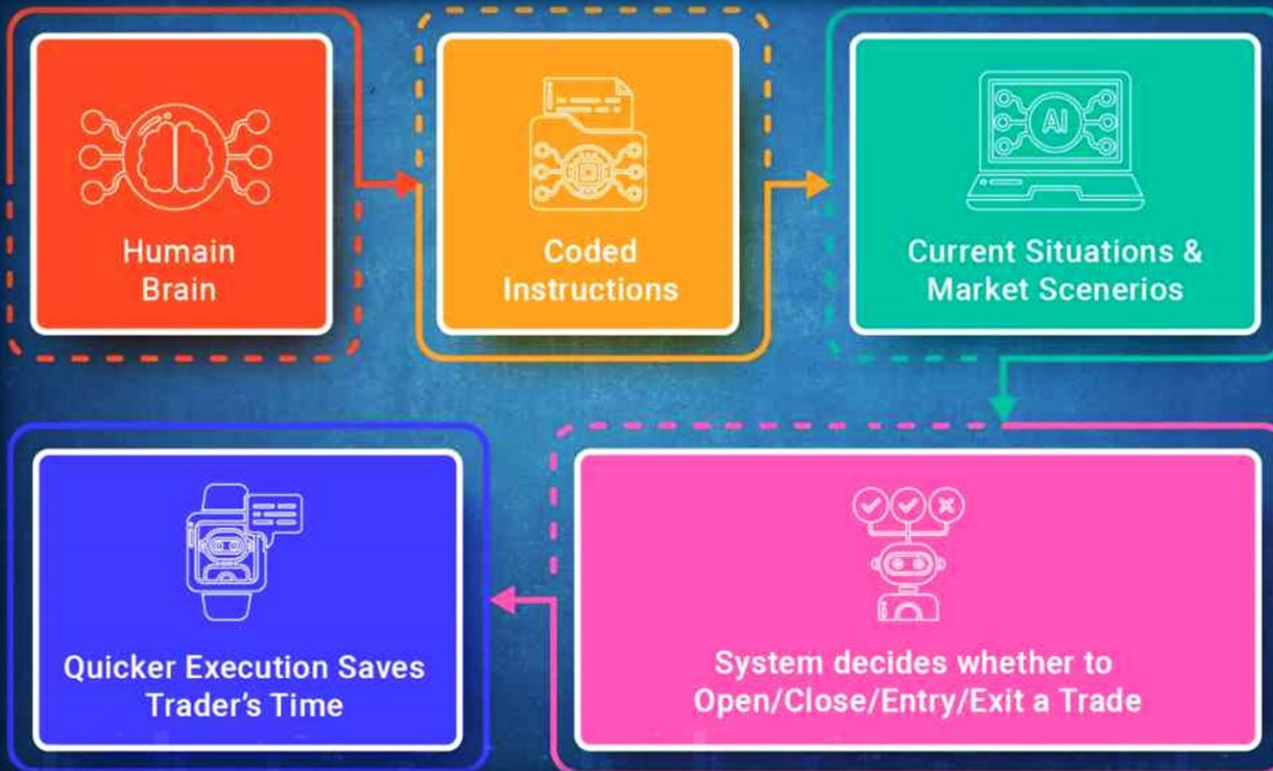 Humain
Brain
Coded
Instructions
AI
Current Situations &
Market Scenerios
System decides whether to
Open/Close/Entry/Exit a Trade
Quicker Execution Saves
Trader’s Time